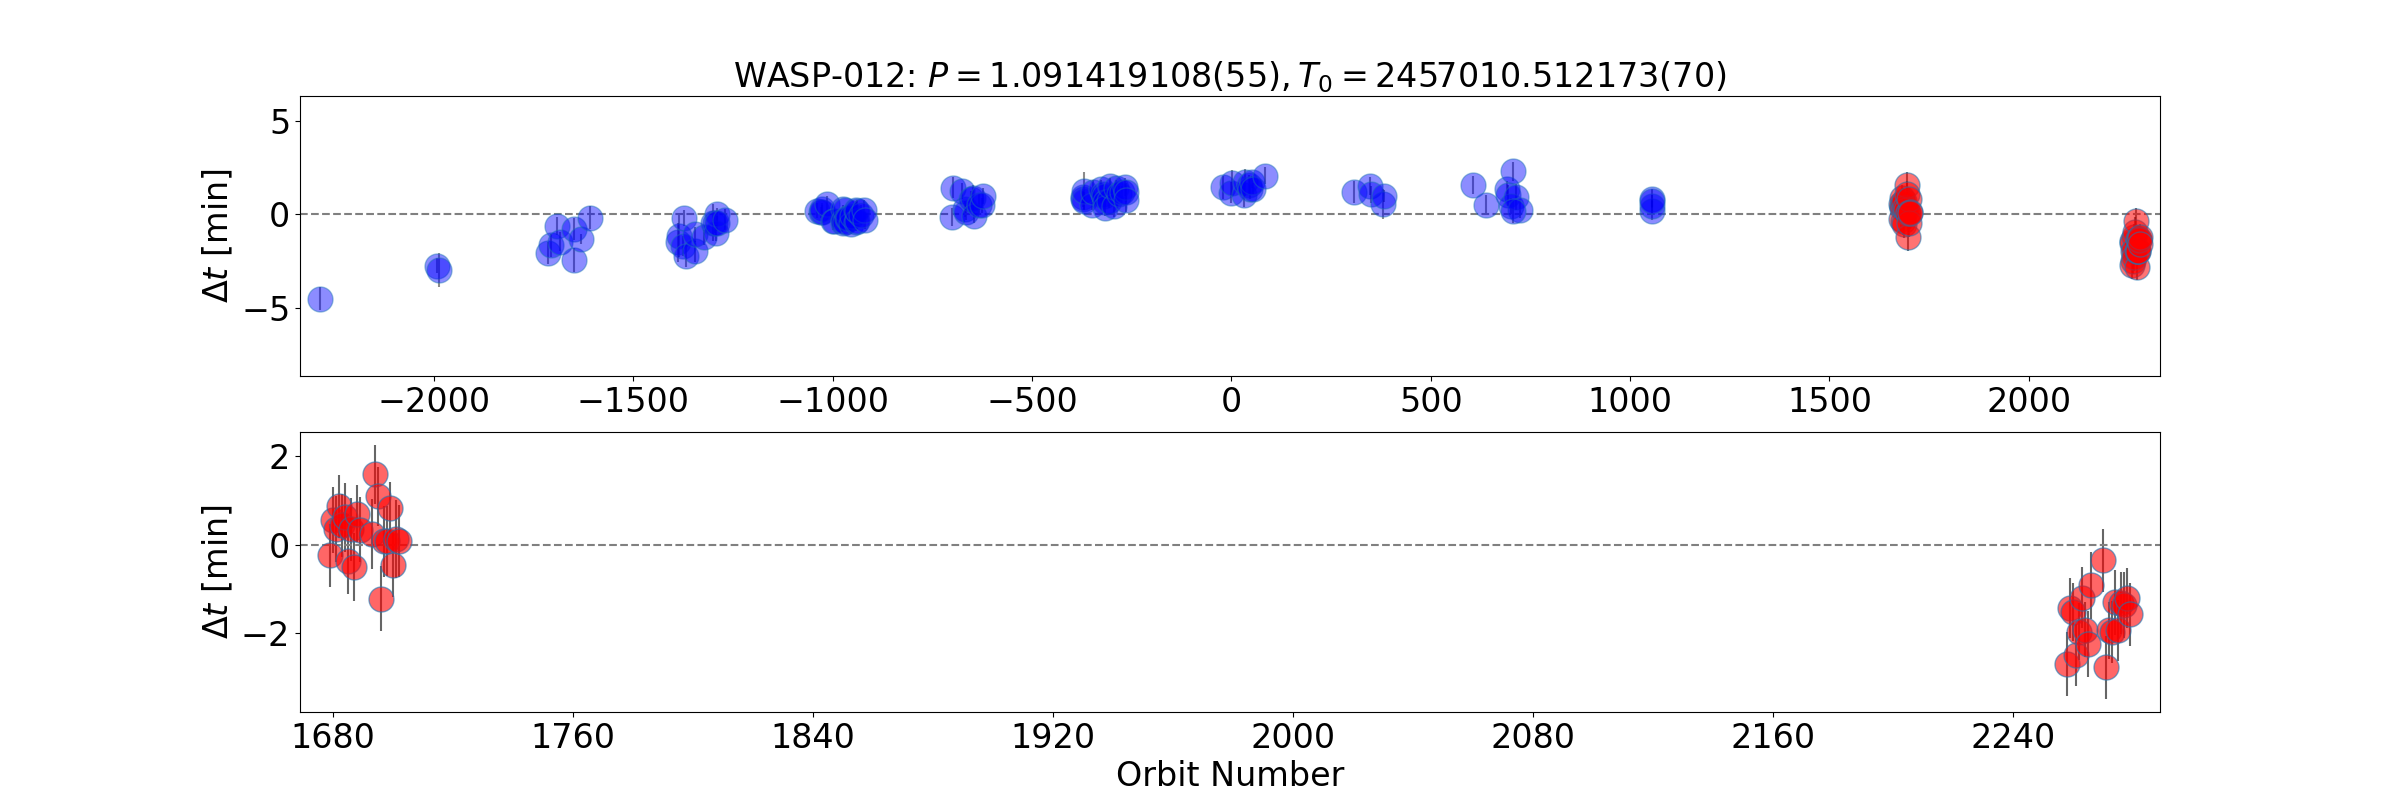 WASP-012: P = 1.091419108(55), T₀ = 2457010.512173(70)
5
0
−5
Δt [min]
−2000 −1500 −1000 −500 0 500 1000 1500 2000
2
0
−2
Δt [min]
1680 1760 1840 1920 2000 2080 2160 2240
Orbit Number